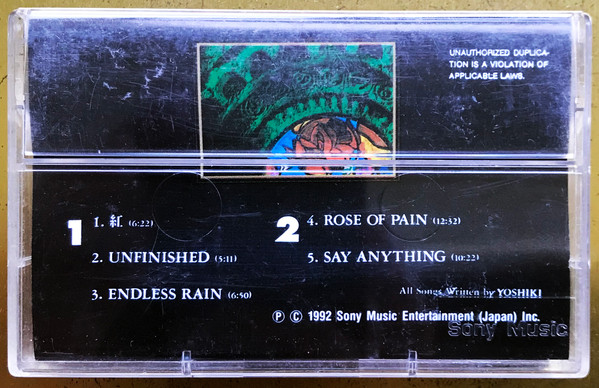 UNAUTHORIZED DUPLICA-
TION IS A VIOLATION OF
APPLICABLE LAWS.
1
1. 紅 (6:22)
2. UNFINISHED (5:11)
3. ENDLESS RAIN (6:50)
2
4. ROSE OF PAIN (12:32)
5. SAY ANYTHING (10:22)
All Songs Written by YOSHIKI
Ⓟ Ⓒ 1992 Sony Music Entertainment (Japan) Inc.
Sony Music